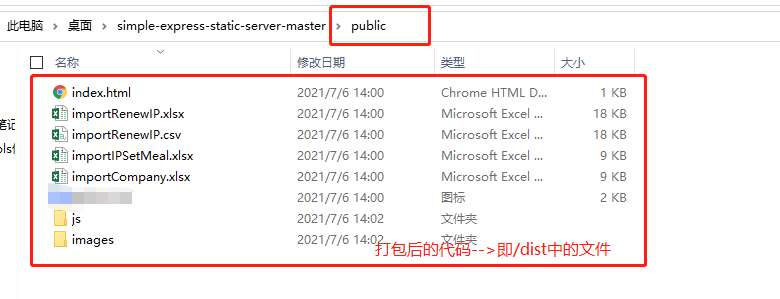 此电脑 > 桌面 > simple-express-static-server-master > public
名称 修改日期 类型 大小
index.html 2021/7/6 14:00 Chrome HTML D... 1 KB
importRenewIP.xlsx 2021/7/6 14:00 Microsoft Excel ... 18 KB
importRenewIP.csv 2021/7/6 14:00 Microsoft Excel ... 18 KB
importIPSetMeal.xlsx 2021/7/6 14:00 Microsoft Excel ... 9 KB
importCompany.xlsx 2021/7/6 14:00 Microsoft Excel ... 9 KB
2021/7/6 14:00 图标 2 KB
js 2021/7/6 14:02 文件夹
images 2021/7/6 14:02 文件夹
打包后的代码-->即/dist中的文件
笔记